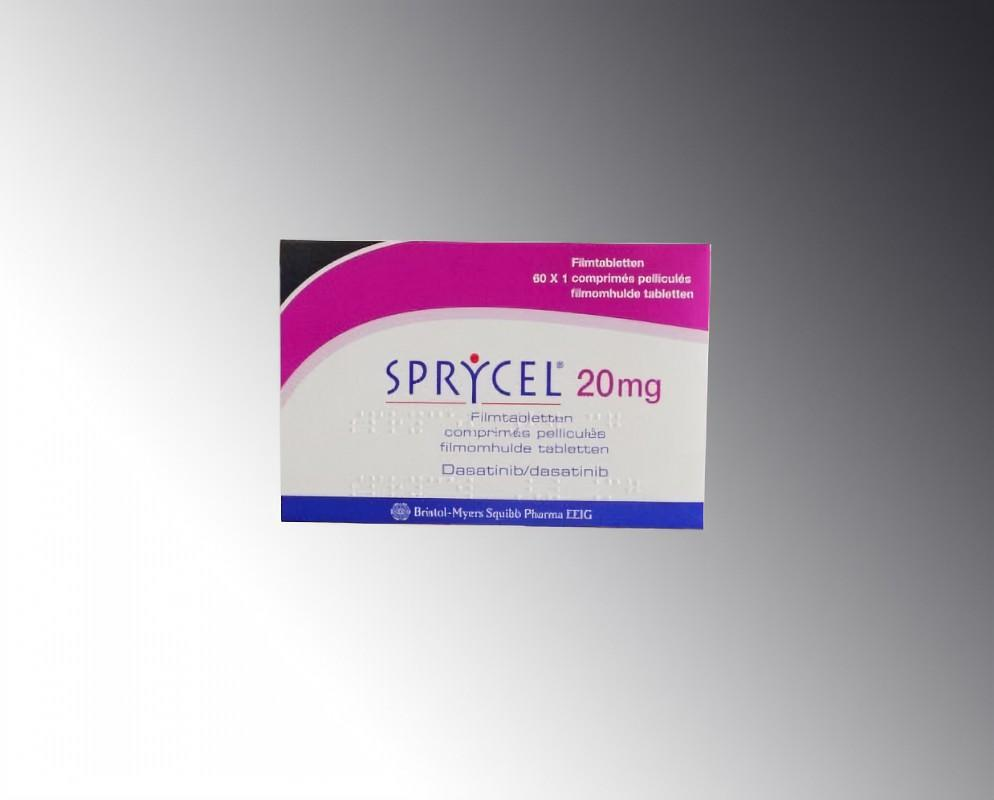 Filmtabletten
60 X 1 comprimés pelliculés
filmomhulde tabletten
SPRYCEL® 20mg
Filmtabletten
comprimés pelliculés
filmomhulde tabletten
Dasatinib/dasatinib
Bristol-Myers Squibb Pharma EEIG